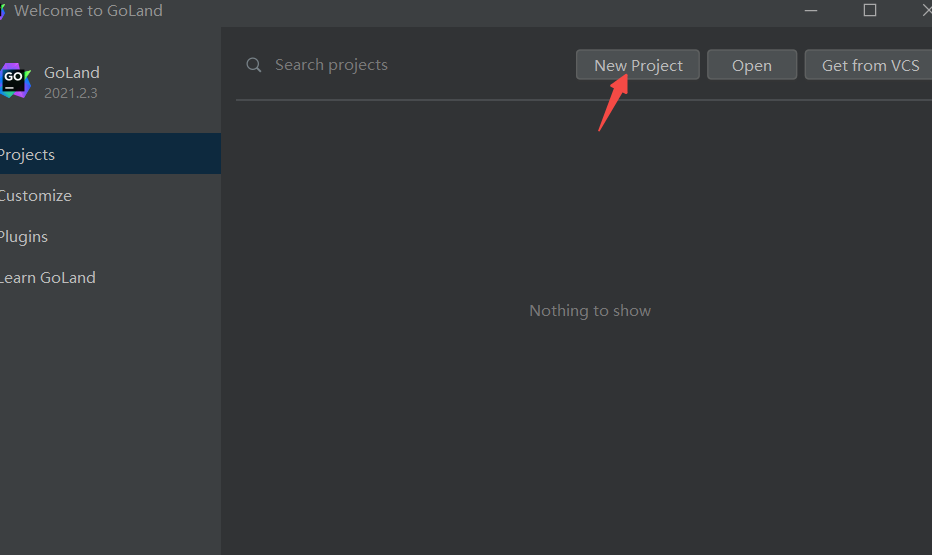 Welcome to GoLand
GO
GoLand
2021.2.3
Search projects
New Project
Open
Get from VCS
Projects
Customize
Plugins
Learn GoLand
Nothing to show